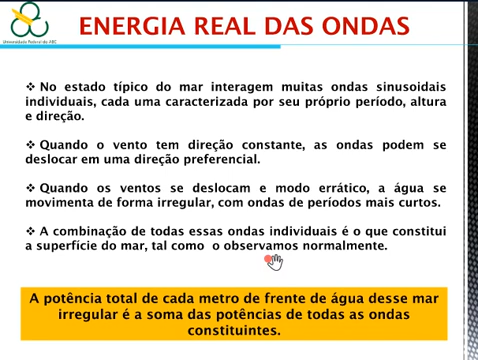 ENERGIA REAL DAS ONDAS
Universidade Federal do ABC
❖ No estado típico do mar interagem muitas ondas sinusoidais
individuais, cada uma caracterizada por seu próprio período, altura
e direção.
❖ Quando o vento tem direção constante, as ondas podem se
deslocar em uma direção preferencial.
❖ Quando os ventos se deslocam e modo errático, a água se
movimenta de forma irregular, com ondas de períodos mais curtos.
❖ A combinação de todas essas ondas individuais é o que constitui
a superfície do mar, tal como o observamos normalmente.
A potência total de cada metro de frente de água desse mar
irregular é a soma das potências de todas as ondas
constituintes.